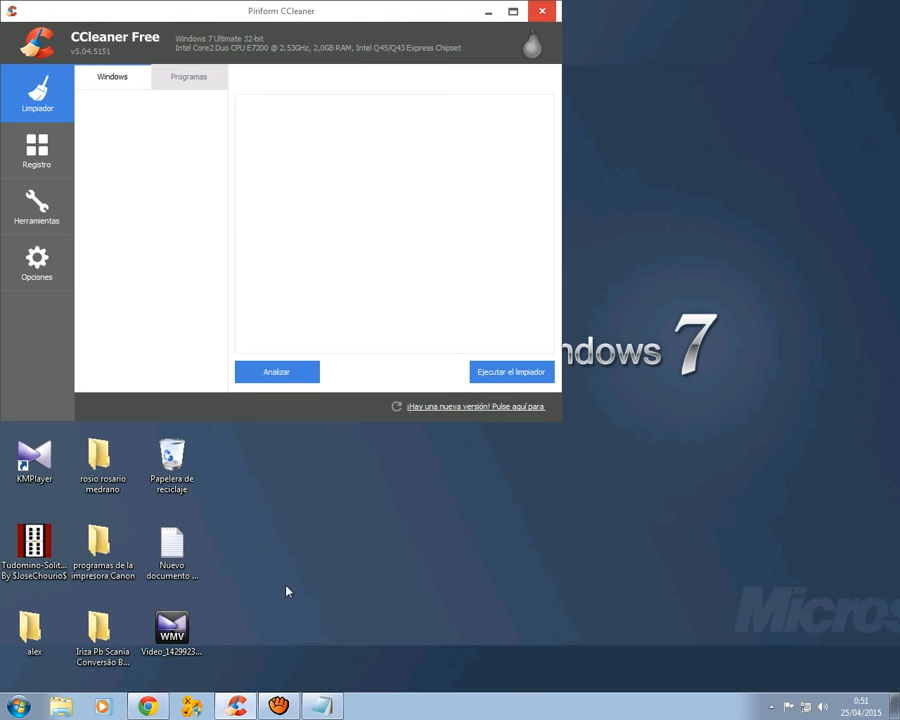 Piriform CCleaner
CCleaner Free
v5.04.5151
Windows 7 Ultimate 32-bit
Intel Core2 Duo CPU E7200 @ 2.53GHz, 2,0GB RAM, Intel Q45/Q43 Express Chipset
Limpiador
Registro
Herramientas
Opciones
Windows
Programas
Analizar
Ejecutar el limpiador
¡Hay una nueva versión! Pulse aquí para
ndows 7
KMPlayer
rosio rosario
medrano
Papelera de
reciclaje
Tudomino-Solit...
By $JoseChourio$
programas de la
impresora Canon
Nuevo
documento ...
alex
Iriza Pb Scania
Conversão B...
WMV
Video_1429923...
Micros
0:51
25/04/2015